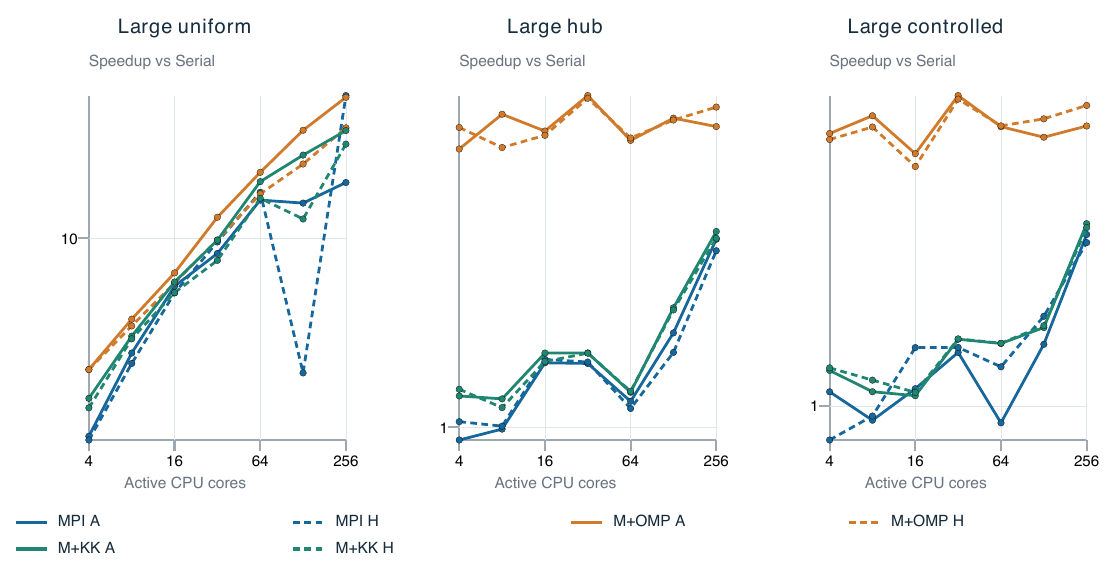 Large uniform
Large hub
Large controlled
Speedup vs Serial
Speedup vs Serial
Speedup vs Serial
10
1
1
4 16 64 256
4 16 64 256
4 16 64 256
Active CPU cores
Active CPU cores
Active CPU cores
MPI A
MPI H
M+OMP A
M+OMP H
M+KK A
M+KK H